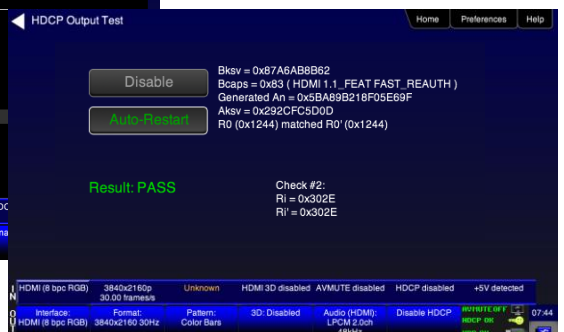 HDCP Output Test
Home
Preferences
Help
Disable
Auto-Restart
Bksv = 0x87A6AB8B62
Bcaps = 0x83 ( HDMI 1.1_FEAT FAST_REAUTH )
Generated An = 0x5BA89B218F05E69F
Aksv = 0x292CFC5D0D
R0 (0x1244) matched R0' (0x1244)
Result: PASS
Check #2:
Ri = 0x302E
Ri' = 0x302E
IN
HDMI (8 bpc RGB)
3840x2160p
30.00 frames/s
Unknown
HDMI 3D disabled
AVMUTE disabled
HDCP disabled
+5V detected
Interface:
HDMI (8 bpc RGB)
Format:
3840x2160 30Hz
Pattern:
Color Bars
3D: Disabled
Audio (HDMI):
LPCM 2.0ch
48kHz
Disable HDCP
AVMUTE OFF
HDCP OK
07:44